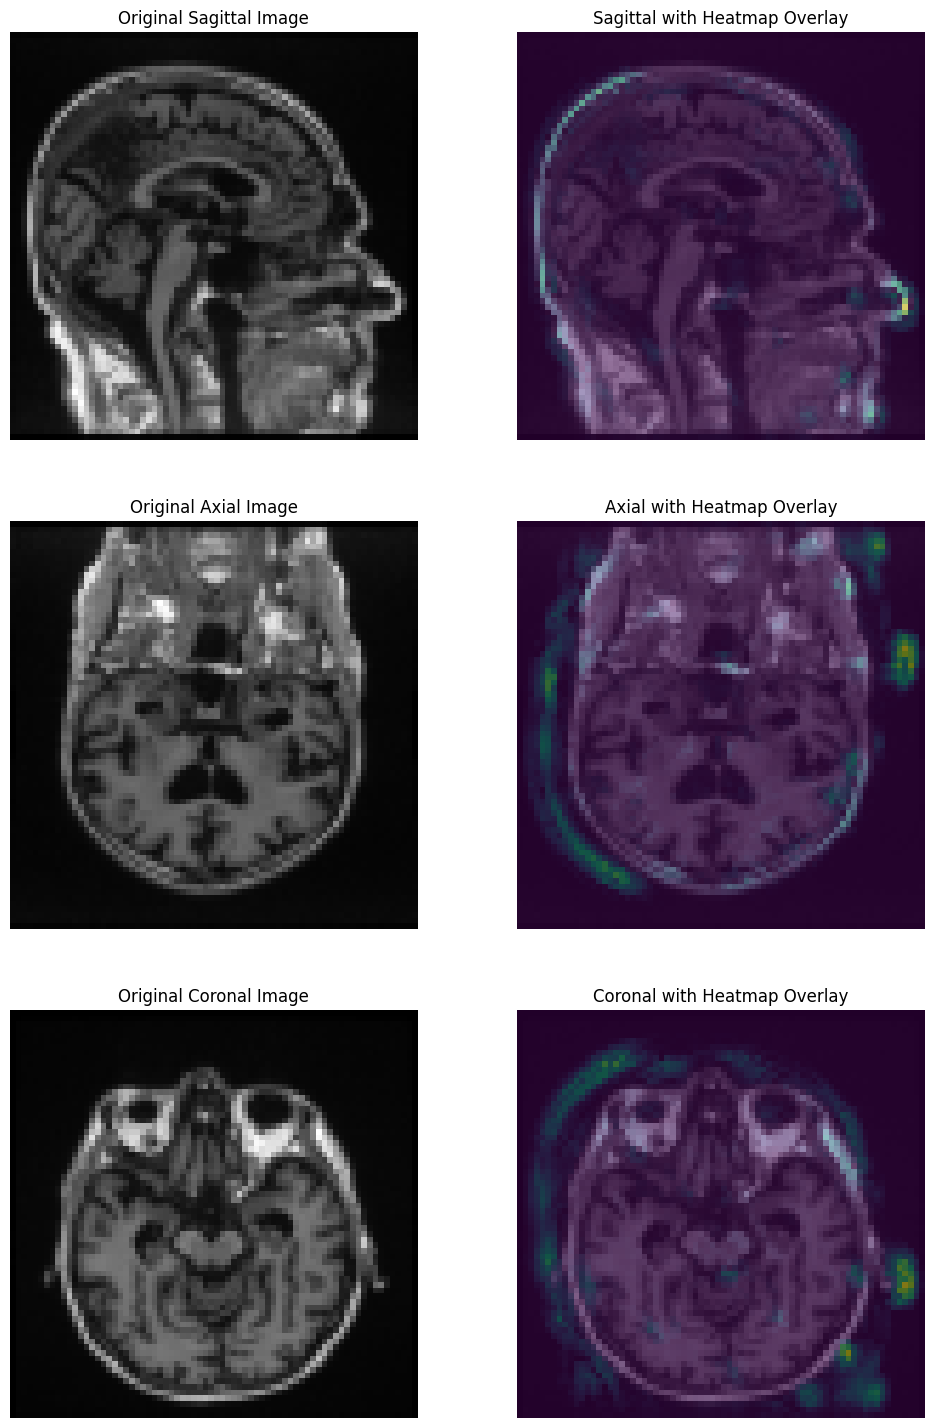 Original Sagittal Image
Sagittal with Heatmap Overlay
Original Axial Image
Axial with Heatmap Overlay
Original Coronal Image
Coronal with Heatmap Overlay